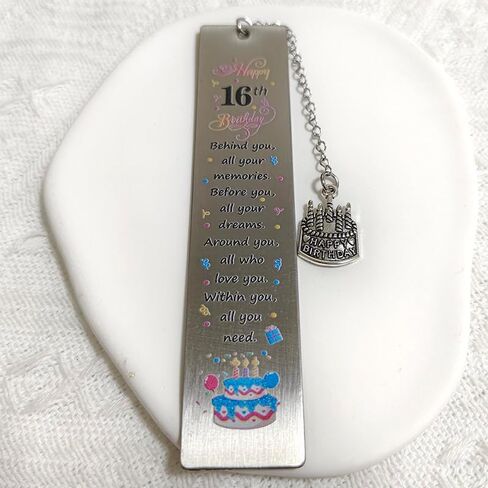 Happy
16th
Birthday
Behind you,
all your
memories.
Before you,
all your
dreams.
Around you,
all who
love you.
Within you,
all you
need.
HAPPY
BIRTHDAY